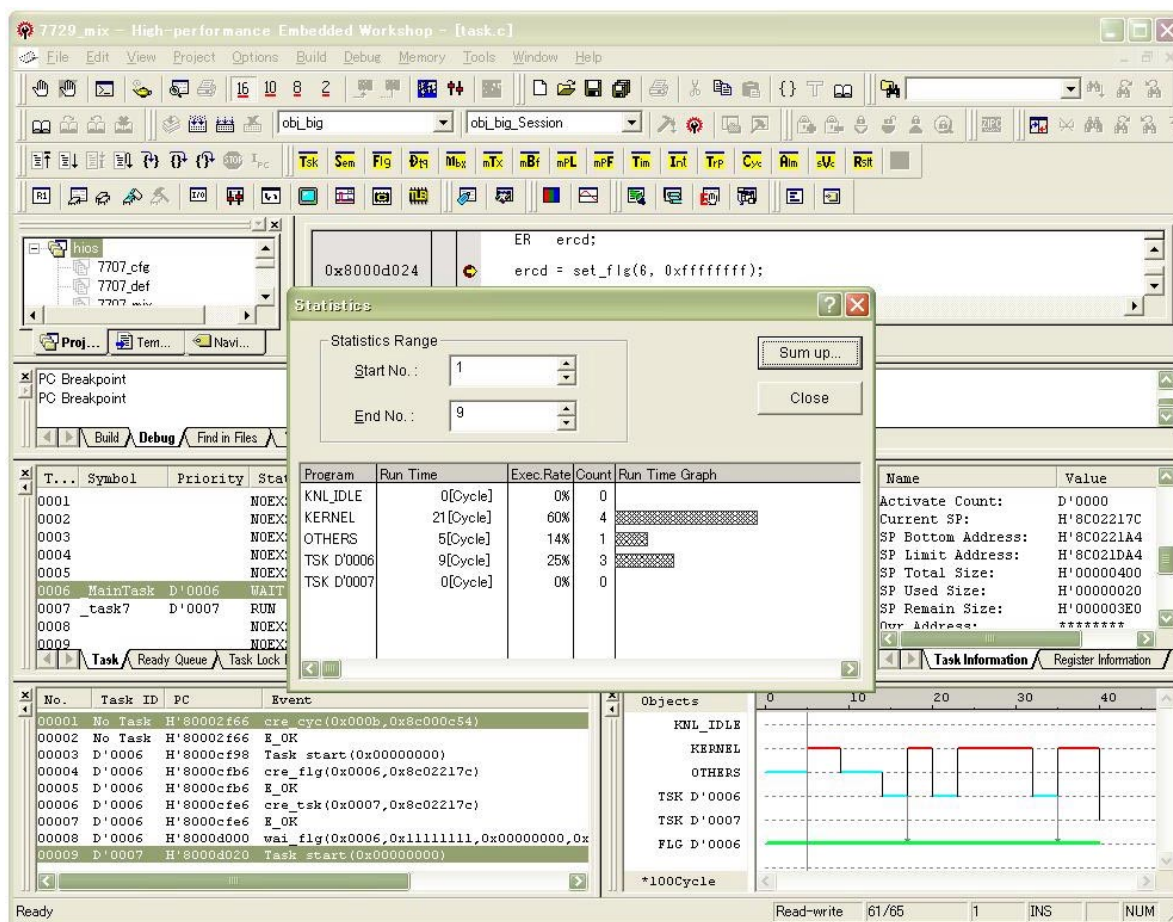 7729_mix - High-performance Embedded Workshop - [task.c]
File Edit View Project Options Build Debug Memory Tools Window Help
16 10 8 2
obj_big obj_big_Session
Tsk Sem Flg Dtq Mbx mTx mBf mPL mPF Tim Int Trp Cyc Alm sVc Rstt
hios
7707_cfg
7707_def
7707_mix
Proj... Tem... Navi...
ER ercd;
0x8000d024 ercd = set_flg(6, 0xffffffff);
PC Breakpoint
PC Breakpoint
Build Debug Find in Files
Statistics
Statistics Range
Start No. : 1
End No. : 9
Sum up...
Close
Program Run Time Exec.Rate Count Run Time Graph
KNL_IDLE 0[Cycle] 0% 0
KERNEL 21[Cycle] 60% 4
OTHERS 5[Cycle] 14% 1
TSK D'0006 9[Cycle] 25% 3
TSK D'0007 0[Cycle] 0% 0
T... Symbol Priority Stat
0001 NOEX
0002 NOEX
0003 NOEX
0004 NOEX
0005 NOEX
0006 _MainTask D'0006 WAIT
0007 _task7 D'0007 RUN
0008 NOEX
0009 NOEX
Task Ready Queue Task Lock
Name Value
Activate Count: D'0000
Current SP: H'8C02217C
SP Bottom Address: H'8C0221A4
SP Limit Address: H'8C021DA4
SP Total Size: H'00000400
SP Used Size: H'00000020
SP Remain Size: H'000003E0
Ovr Address: ********
Task Information Register Information
No. Task ID PC Event
00001 No Task H'80002f66 cre_cyc(0x000b,0x8c000c54)
00002 No Task H'80002f66 E_OK
00003 D'0006 H'8000cf98 Task start(0x00000000)
00004 D'0006 H'8000cfb6 cre_flg(0x0006,0x8c02217c)
00005 D'0006 H'8000cfb6 E_OK
00006 D'0006 H'8000cfe6 cre_tsk(0x0007,0x8c02217c)
00007 D'0006 H'8000cfe6 E_OK
00008 D'0006 H'8000d000 wai_flg(0x0006,0x11111111,0x00000000,0x
00009 D'0007 H'8000d020 Task start(0x00000000)
Objects 0 10 20 30 40
KNL_IDLE
KERNEL
OTHERS
TSK D'0006
TSK D'0007
FLG D'0006
*100Cycle
Ready Read-write 61/65 1 INS NUM